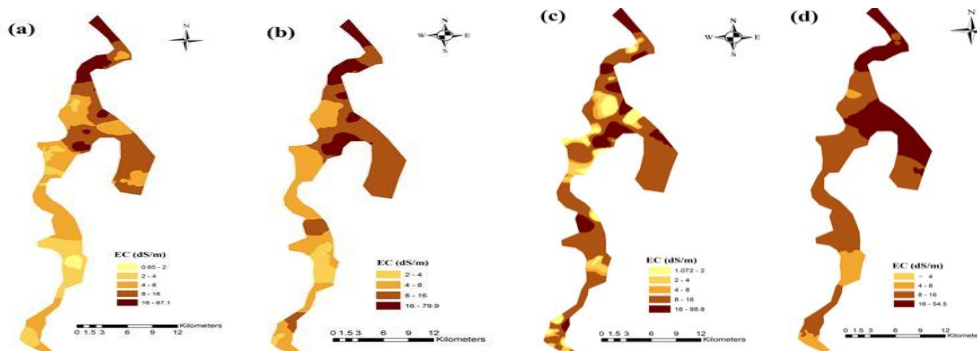 (a)
N
EC (dS/m)
0.65 - 2
2 - 4
4 - 8
8 - 16
16 - 67.1
0 1.5 3 6 9 12
Kilometers
(b)
N
W E
S
EC (dS/m)
2 - 4
4 - 8
8 - 16
16 - 79.9
0 1.5 3 6 9 12
Kilometers
(c)
N
W E
S
EC (dS/m)
1.072 - 2
2 - 4
4 - 8
8 - 16
16 - 98.8
0 1.5 3 6 9 12
Kilometers
(d)
N
EC (dS/m)
4
4 - 8
8 - 16
16 - 54.5
0 1.5 3 6 9 12
Kilometers